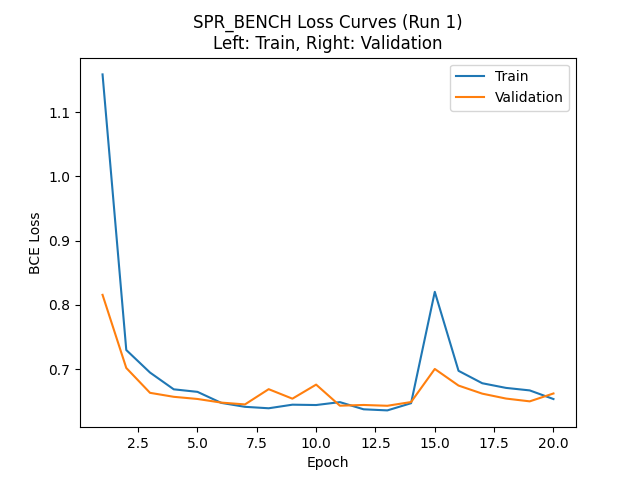 SPR_BENCH Loss Curves (Run 1)
Left: Train, Right: Validation
Train
Validation
BCE Loss
1.1
1.0
0.9
0.8
0.7
2.5 5.0 7.5 10.0 12.5 15.0 17.5 20.0
Epoch